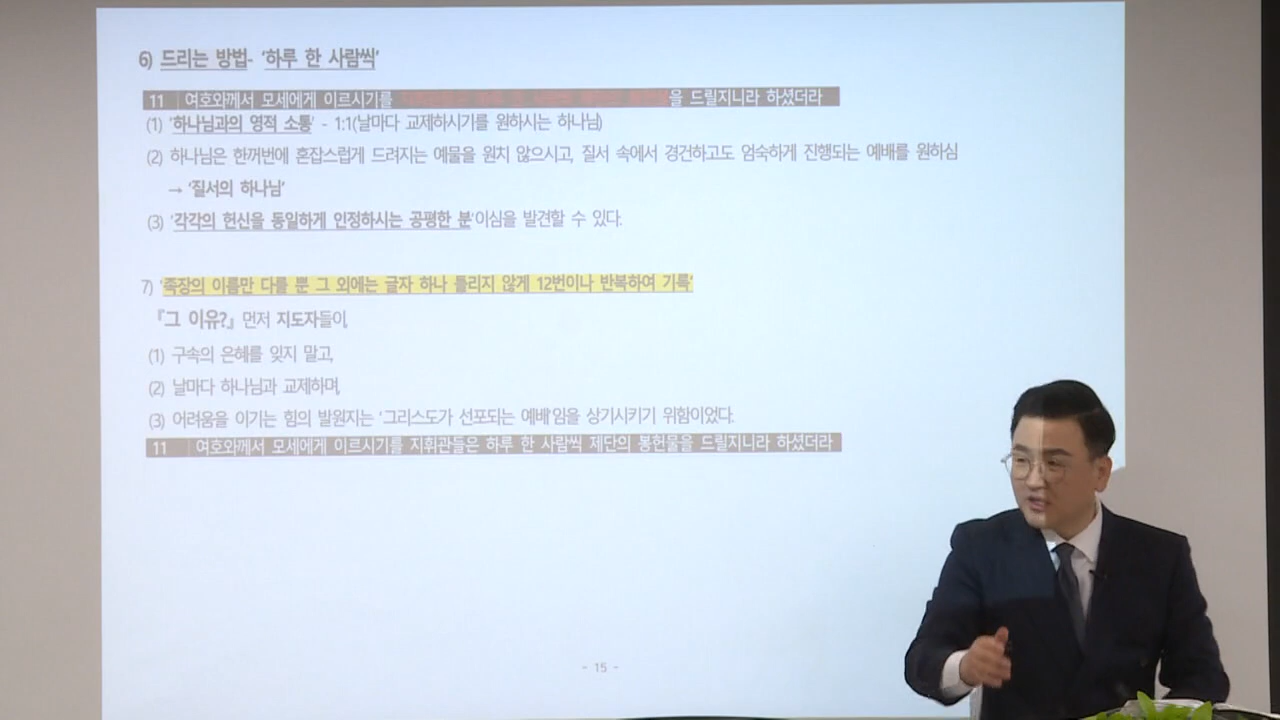 6) 드리는 방법- '하루 한 사람씩'
11 여호와께서 모세에게 이르시기를 을 드릴지니라 하셨더라
(1) '하나님과의 영적 소통' - 1:1(날마다 교제하시기를 원하시는 하나님)
(2) 하나님은 한꺼번에 혼잡스럽게 드려지는 예물을 원치 않으시고, 질서 속에서 경건하고도 엄숙하게 진행되는 예배를 원하심
→ '질서의 하나님'
(3) '각각의 헌신을 동일하게 인정하시는 공평한 분'이심을 발견할 수 있다.
7) '족장의 이름만 다를 뿐 그 외에는 글자 하나 틀리지 않게 12번이나 반복하여 기록'
『그 이유?』 먼저 지도자들이,
(1) 구속의 은혜를 잊지 말고,
(2) 날마다 하나님과 교제하며,
(3) 어려움을 이기는 힘의 발원지는 '그리스도가 선포되는 예배'임을 상기시키기 위함이었다.
11 여호와께서 모세에게 이르시기를 지휘관들은 하루 한 사람씩 제단의 봉헌물을 드릴지니라 하셨더라
- 15 -